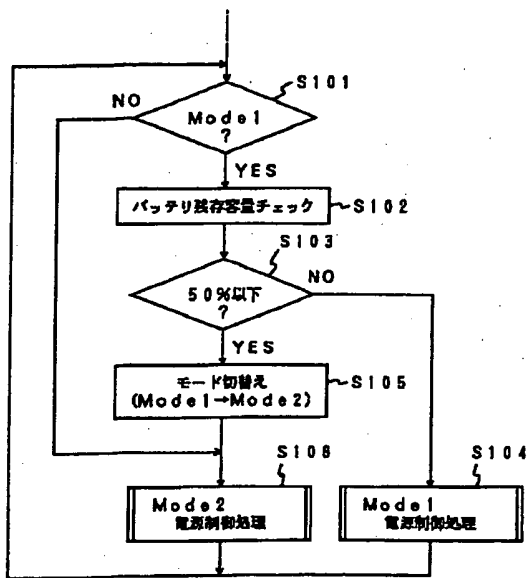 S101
NO
Mode1
?
YES
バッテリ残存容量チェック
S102
S103
50%以下
?
NO
YES
モード切替え
(Mode1→Mode2)
S105
S106
S104
Mode2
電源制御処理
Mode1
電源制御処理